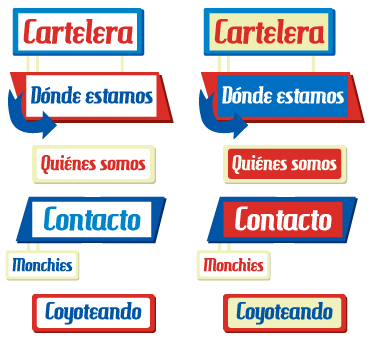 Cartelera
Cartelera
Dónde estamos
Dónde estamos
Quiénes somos
Quiénes somos
Contacto
Contacto
Monchies
Monchies
Coyoteando
Coyoteando